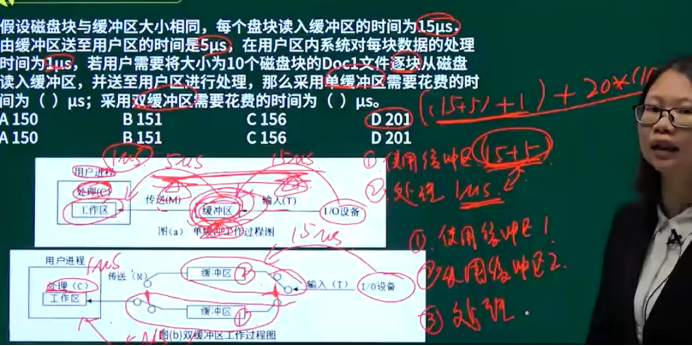 假设磁盘块与缓冲区大小相同，每个盘块读入缓冲区的时间为15μs，
由缓冲区送至用户区的时间是5μs，在用户区内系统对每块数据的处理
时间为1μs，若用户需要将大小为10个磁盘块的Doc1文件逐块从磁盘
读入缓冲区，并送至用户区进行处理，那么采用单缓冲区需要花费的时
间为（ ）μs；采用双缓冲区需要花费的时间为（ ）μs。
A 150 B 151 C 156 D 201
A 150 B 151 C 156 D 201
((15+5)+1)+20*(10
① 使用缓冲区 15+5
② 处理 1μs.
用户进程 1μs 5μs 15μs
处理(C) 传送(M) 缓冲区 输入(T) I/O设备
工作区
图(a) 单缓冲工作过程图
① 使用缓冲区1
② 使用缓冲区2.
③ 处理.
15μs
用户进程 1μs
传送（M） 缓冲区 ②
处理（C） 输入（T） I/O设备
工作区
缓冲区 ①
图(b)双缓冲区工作过程图